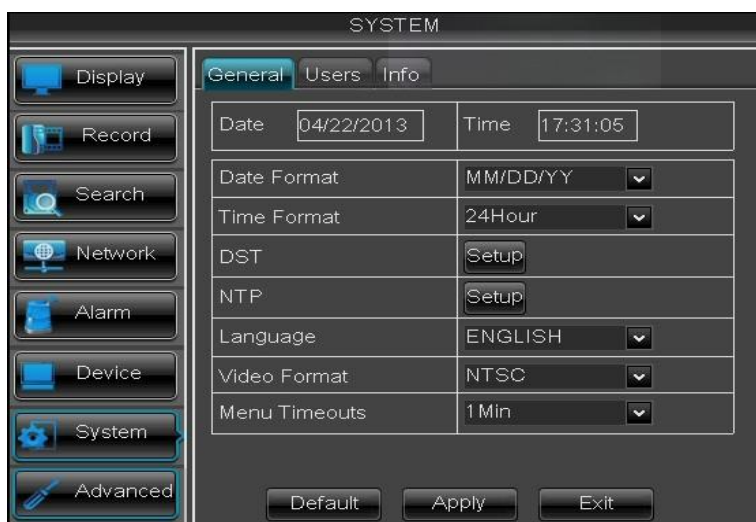 SYSTEM
Display
Record
Search
Network
Alarm
Device
System
Advanced
General Users Info
Date 04/22/2013 Time 17:31:05
Date Format MM/DD/YY
Time Format 24Hour
DST Setup
NTP Setup
Language ENGLISH
Video Format NTSC
Menu Timeouts 1Min
Default Apply Exit